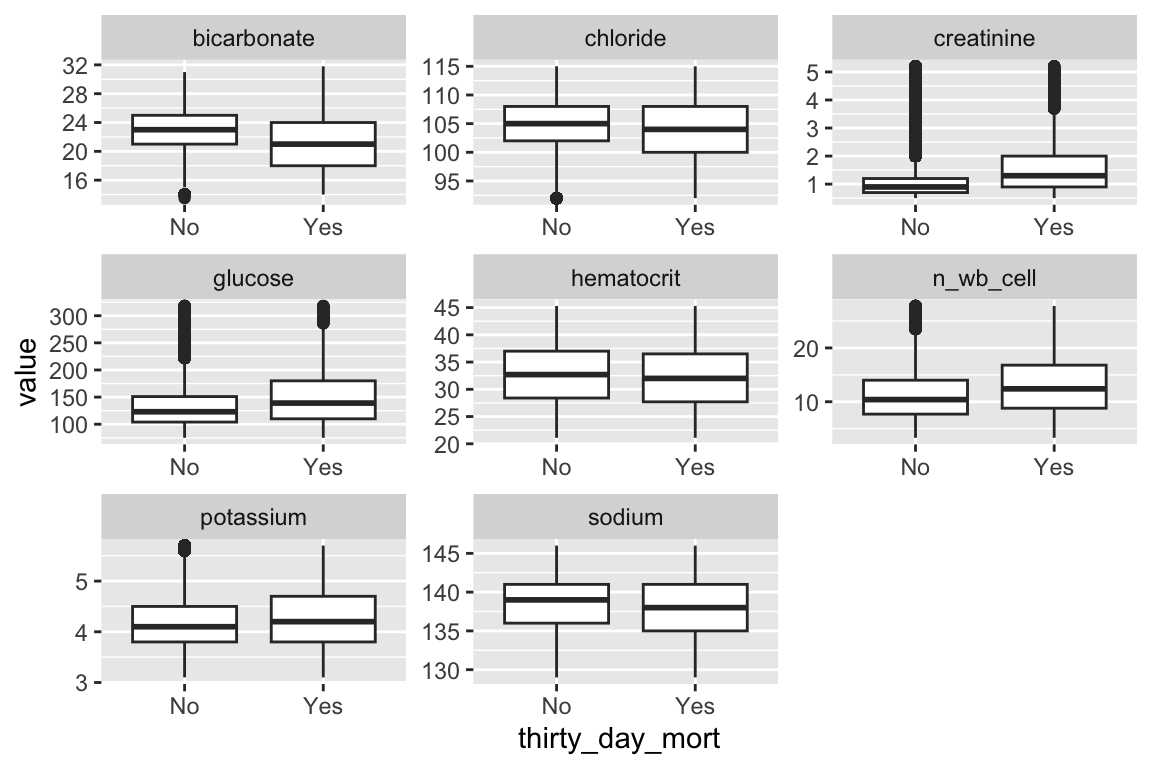 bicarbonate
chloride
creatinine
32
28
24
20
16
115
110
105
100
95
5
4
3
2
1
No Yes
No Yes
No Yes
glucose
hematocrit
n_wb_cell
300
250
200
150
100
45
40
35
30
25
20
20
10
No Yes
No Yes
No Yes
value
potassium
sodium
5
4
3
145
140
135
130
No Yes
No Yes
thirty_day_mort